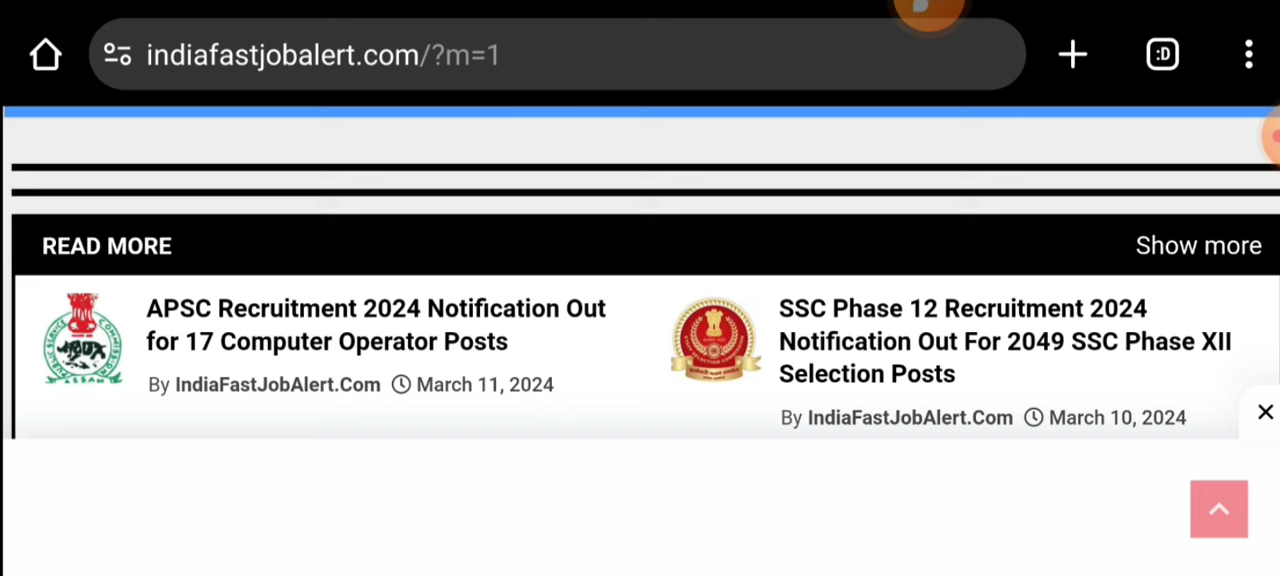 indiafastjobalert.com/?m=1
:D
READ MORE
Show more
APSC Recruitment 2024 Notification Out
for 17 Computer Operator Posts
By IndiaFastJobAlert.Com March 11, 2024
SSC Phase 12 Recruitment 2024
Notification Out For 2049 SSC Phase XII
Selection Posts
By IndiaFastJobAlert.Com March 10, 2024